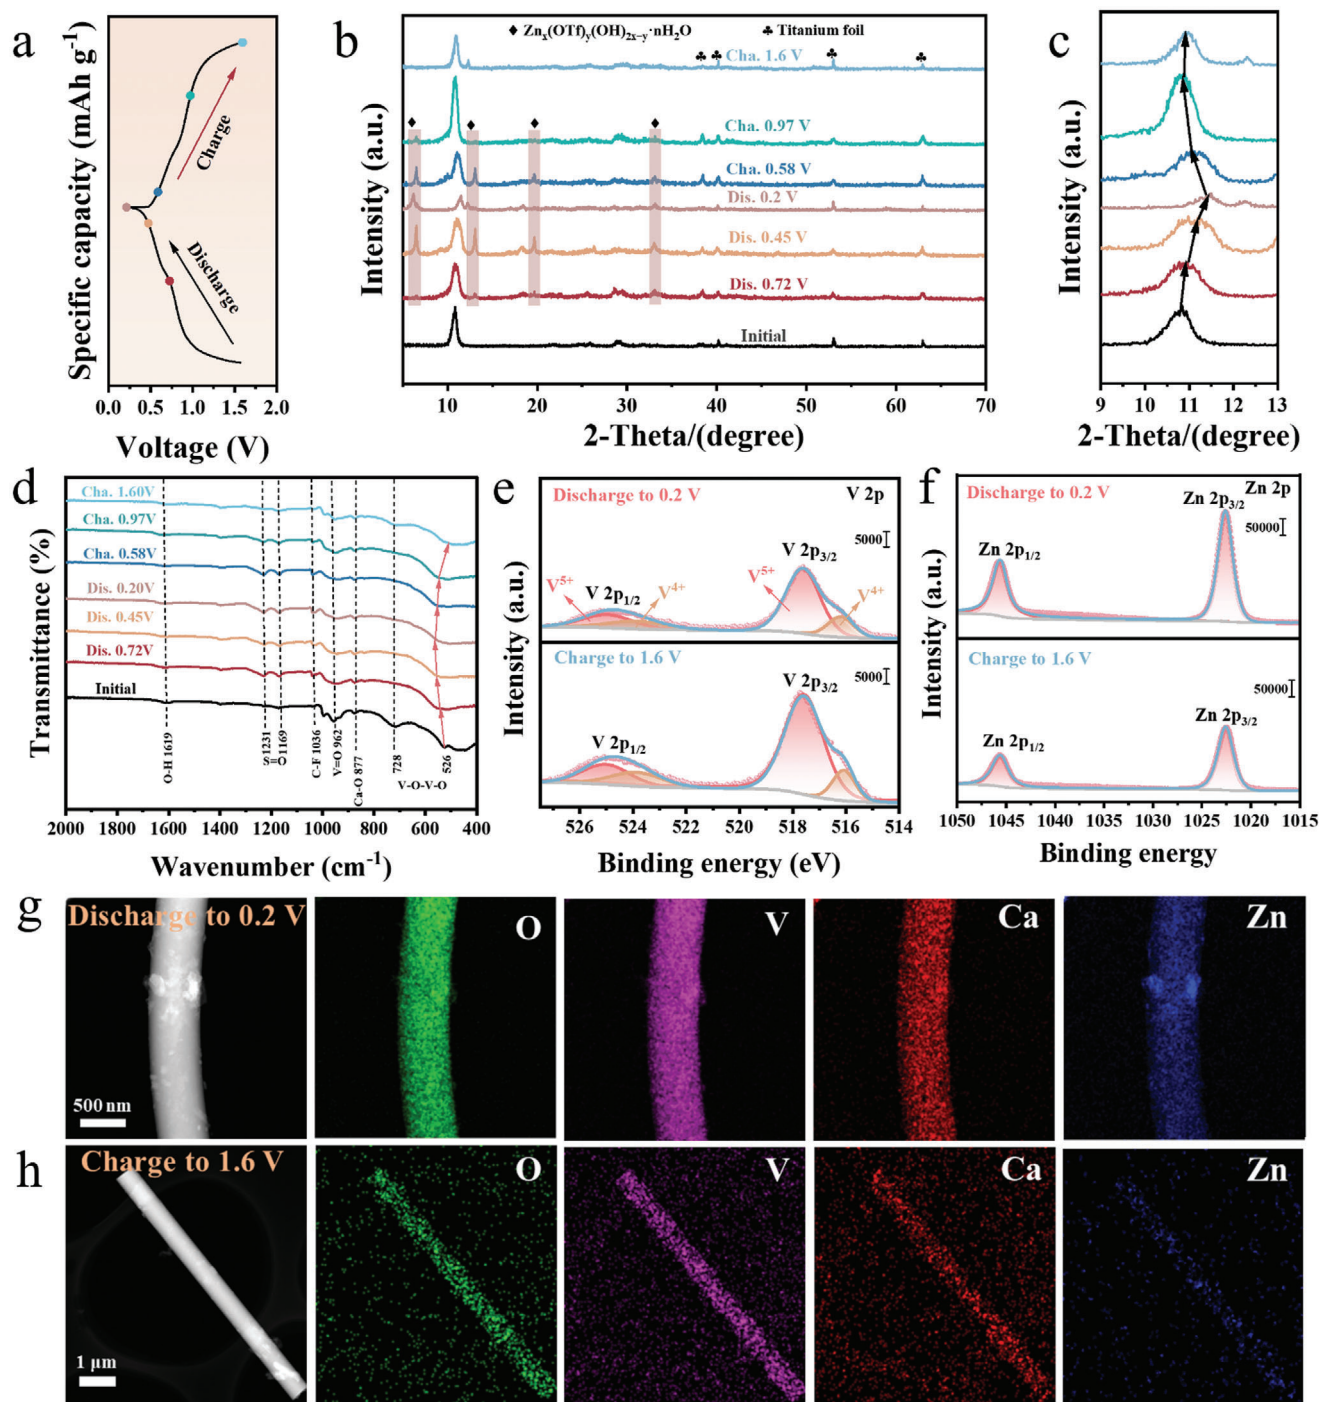 a
Specific capacity (mAh g⁻¹)
Charge
Discharge
0.0 0.5 1.0 1.5 2.0
Voltage (V)
b
♦ Znₓ(OTf)ᵧ(OH)₂ₓ₋ᵧ·nH₂O ♣ Titanium foil
Cha. 1.6 V
Cha. 0.97 V
Cha. 0.58 V
Dis. 0.2 V
Dis. 0.45 V
Dis. 0.72 V
Initial
Intensity (a.u.)
10 20 30 40 50 60 70
2-Theta/(degree)
c
Intensity (a.u.)
9 10 11 12 13
2-Theta/(degree)
d
Transmittance (%)
Cha. 1.60V
Cha. 0.97V
Cha. 0.58V
Dis. 0.20V
Dis. 0.45V
Dis. 0.72V
Initial
O-H 1619
1231
S=O
1169
C-F 1036
V=O 962
Ca-O 877
728
V-O-V-O
526
2000 1600 1200 1000 800 600 400
Wavenumber (cm⁻¹)
e
Intensity (a.u.)
Discharge to 0.2 V
V 2p
5000
V 2p₃/₂
V⁵⁺
V⁴⁺
V 2p₁/₂
V⁵⁺
V⁴⁺
Charge to 1.6 V
5000
V 2p₃/₂
V 2p₁/₂
526 524 522 520 518 516 514
Binding energy (eV)
f
Intensity (a.u.)
Discharge to 0.2 V
Zn 2p
Zn 2p₃/₂
50000
Zn 2p₁/₂
Charge to 1.6 V
50000
Zn 2p₃/₂
Zn 2p₁/₂
1050 1045 1040 1035 1030 1025 1020 1015
Binding energy
g
Discharge to 0.2 V
500 nm
O
V
Ca
Zn
h
Charge to 1.6 V
1 μm
O
V
Ca
Zn